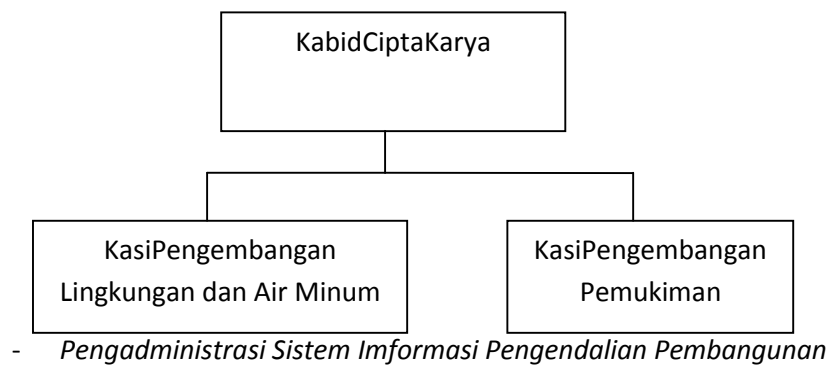 KabidCiptaKarya
KasiPengembangan
Lingkungan dan Air Minum
KasiPengembangan
Pemukiman
- Pengadministrasi Sistem Imformasi Pengendalian Pembangunan